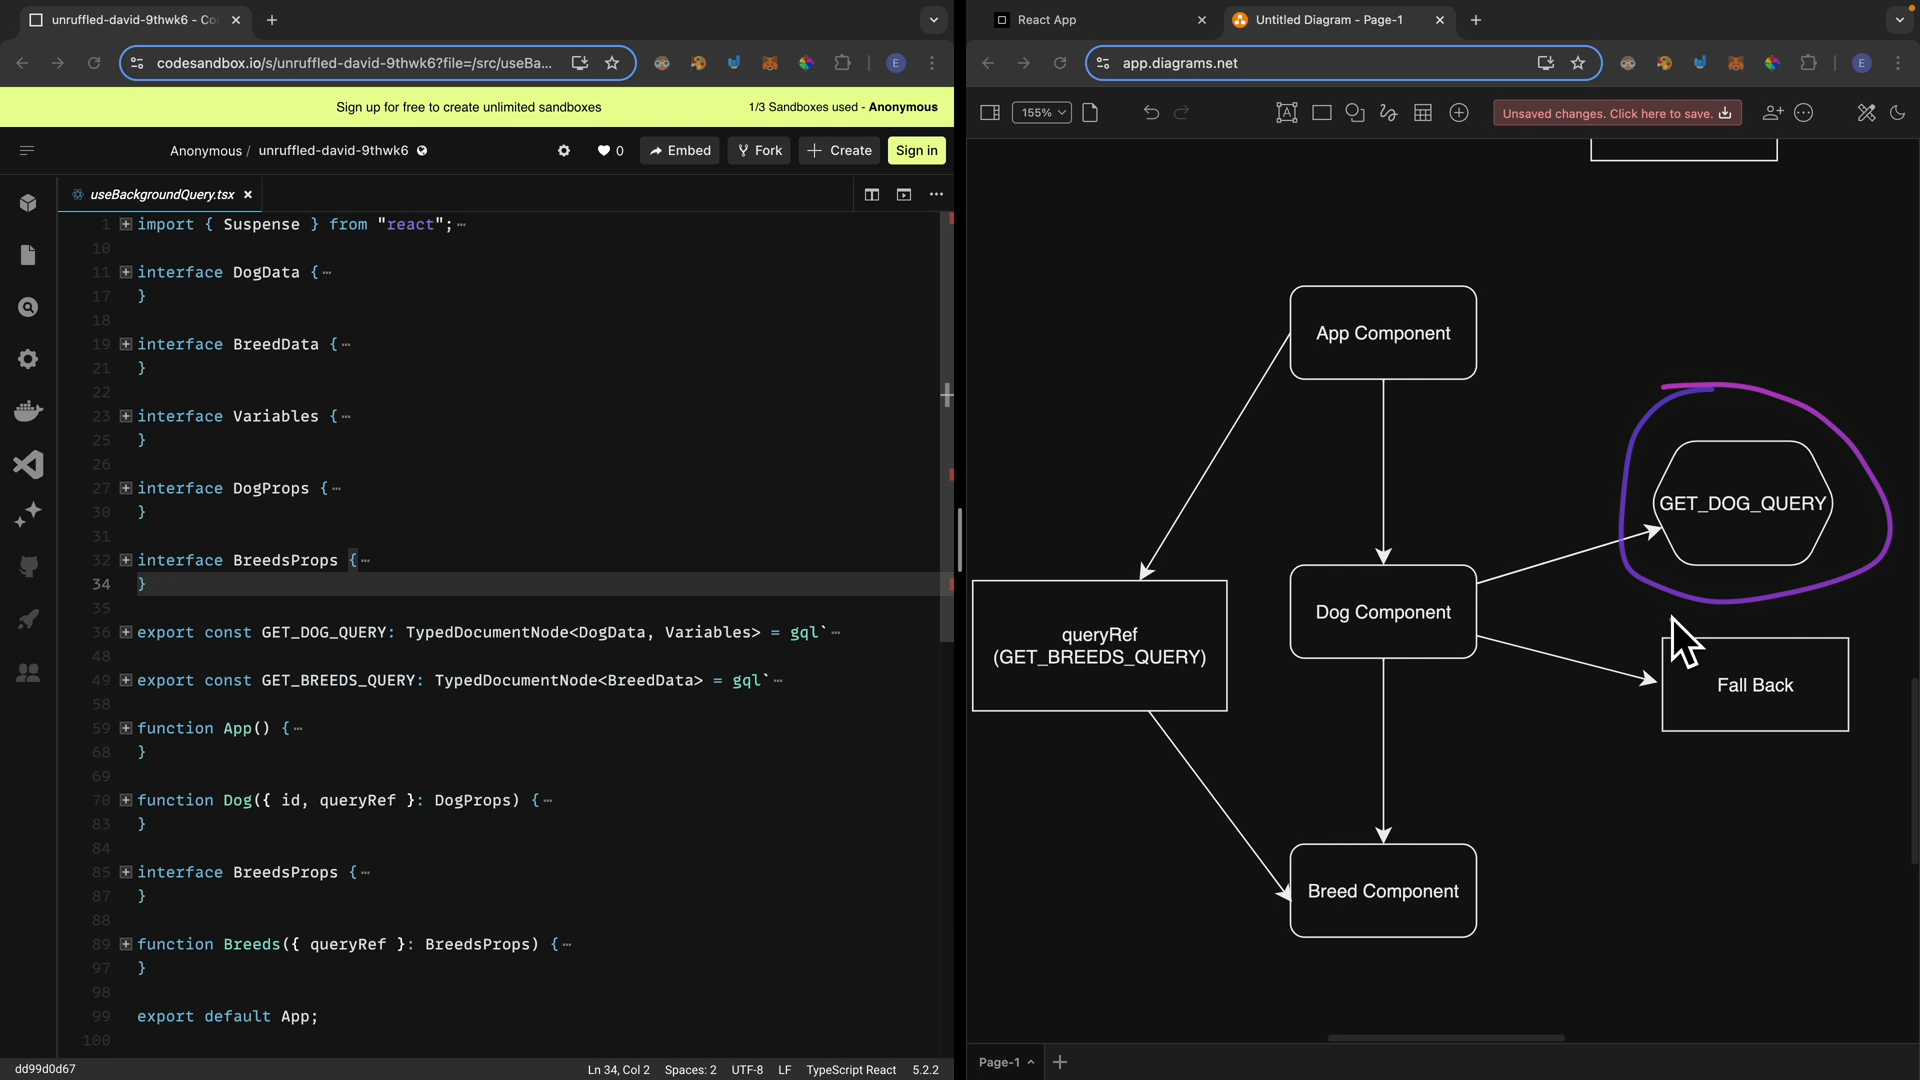 unruffled-david-9thwk6 - Co
codesandbox.io/s/unruffled-david-9thwk6?file=/src/useBa...
E
Sign up for free to create unlimited sandboxes
1/3 Sandboxes used - Anonymous
Anonymous / unruffled-david-9thwk6
0
Embed
Fork
Create
Sign in
useBackgroundQuery.tsx
1 import { Suspense } from "react";
10
11 interface DogData {
17 }
18
19 interface BreedData {
21 }
22
23 interface Variables {
25 }
26
27 interface DogProps {
30 }
31
32 interface BreedsProps {
34 }
35
36 export const GET_DOG_QUERY: TypedDocumentNode<DogData, Variables> = gql`
48
49 export const GET_BREEDS_QUERY: TypedDocumentNode<BreedData> = gql`
58
59 function App() {
68 }
69
70 function Dog({ id, queryRef }: DogProps) {
83 }
84
85 interface BreedsProps {
87 }
88
89 function Breeds({ queryRef }: BreedsProps) {
97 }
98
99 export default App;
100
dd99d0d67
Ln 34, Col 2
Spaces: 2
UTF-8
LF
TypeScript React
5.2.2
React App
Untitled Diagram - Page-1
app.diagrams.net
E
155%
Unsaved changes. Click here to save.
App Component
GET_DOG_QUERY
queryRef
(GET_BREEDS_QUERY)
Dog Component
Fall Back
Breed Component
Page-1